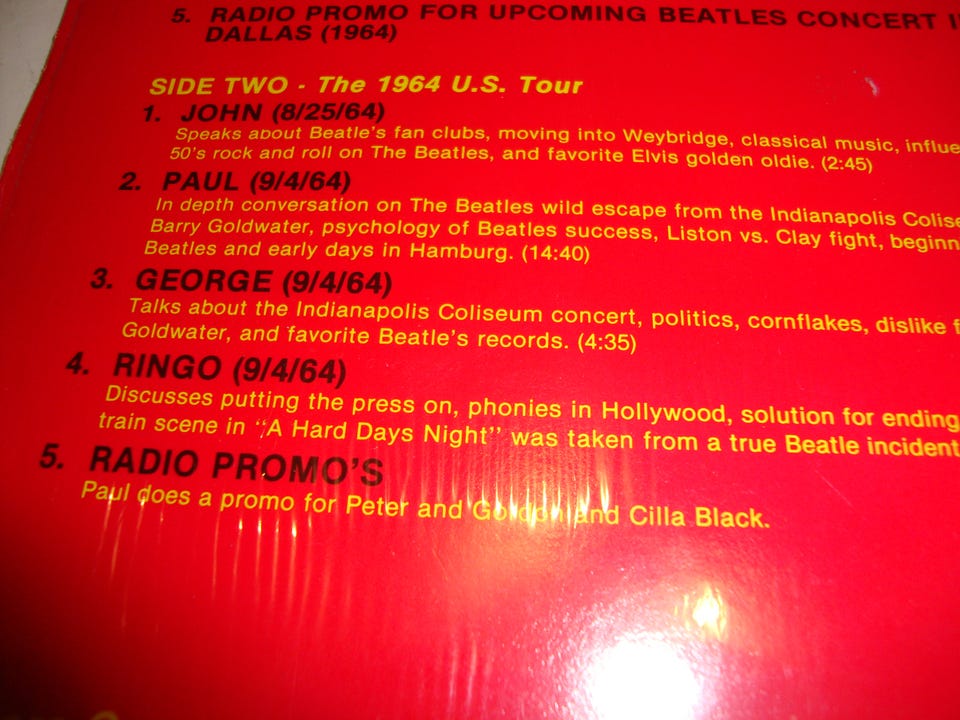 5. RADIO PROMO FOR UPCOMING BEATLES CONCERT
DALLAS (1964)
SIDE TWO - The 1964 U.S. Tour
1. JOHN (8/25/64)
Speaks about Beatle's fan clubs, moving into Weybridge, classical music,
50's rock and roll on The Beatles, and favorite Elvis golden oldie. (2:45)
2. PAUL (9/4/64)
In depth conversation on The Beatles wild escape from the Indianapolis
Barry Goldwater, psychology of Beatles success, Liston vs. Clay fight,
Beatles and early days in Hamburg. (14:40)
3. GEORGE (9/4/64)
Talks about the Indianapolis Coliseum concert, politics, cornflakes, dislike
Goldwater, and favorite Beatle's records. (4:35)
4. RINGO (9/4/64)
Discusses putting the press on, phonies in Hollywood, solution for ending
train scene in "A Hard Days Night" was taken from a true Beatle incident
5. RADIO PROMO'S
Paul does a promo for Peter and Gordon and Cilla Black.